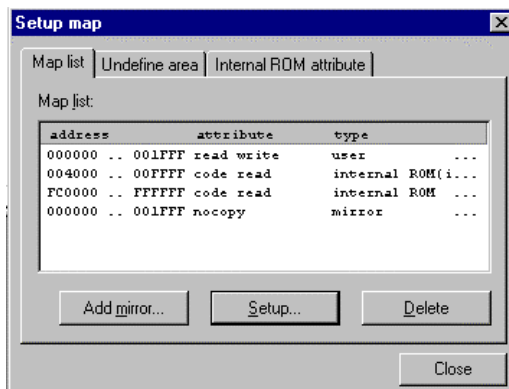 Setup map
Map list Undefine area Internal ROM attribute
Map list:
address attribute type
000000 .. 001FFF read write user ...
004000 .. 00FFFF code read internal ROM(i...
FC0000 .. FFFFFF code read internal ROM ...
000000 .. 001FFF nocopy mirror ...
Add mirror... Setup... Delete
Close